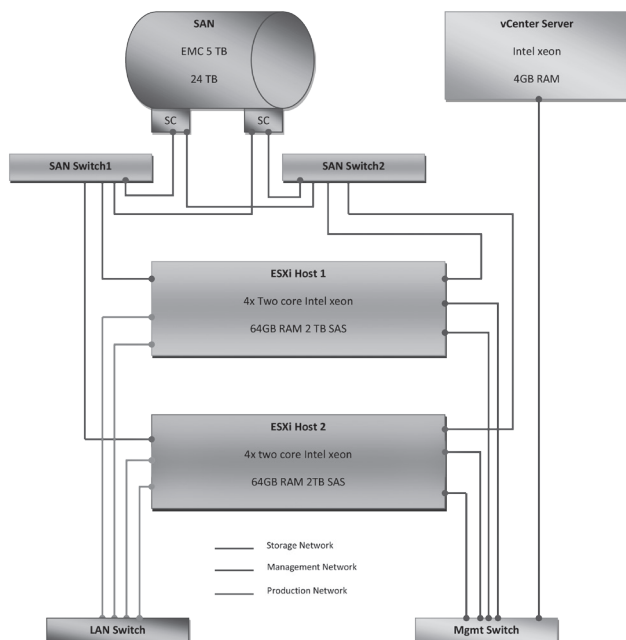 SAN
EMC 5 TB
24 TB
vCenter Server
Intel xeon
4GB RAM
SC
SC
SAN Switch1
SAN Switch2
ESXi Host 1
4x Two core Intel xeon
64GB RAM 2 TB SAS
ESXi Host 2
4x two core Intel xeon
64GB RAM 2TB SAS
Storage Network
Management Network
Production Network
LAN Switch
Mgmt Switch